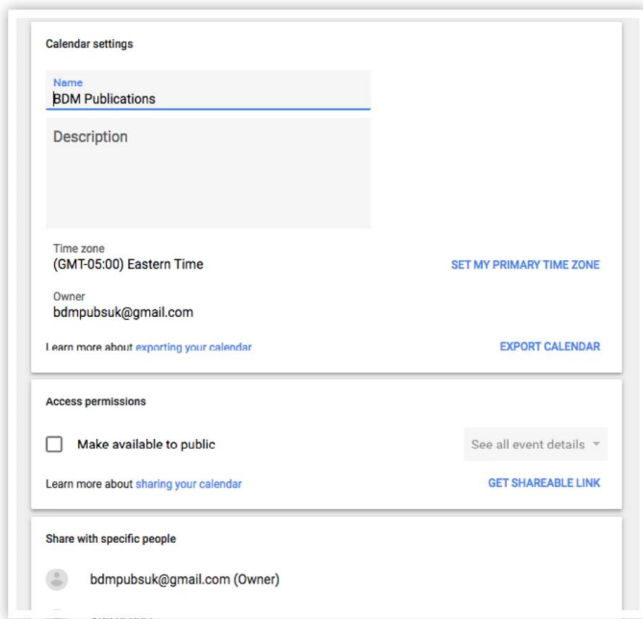 Calendar settings
Name
BDM Publications
Description
Time zone
(GMT-05:00) Eastern Time
SET MY PRIMARY TIME ZONE
Owner
bdmpubsuk@gmail.com
Learn more about exporting your calendar
EXPORT CALENDAR
Access permissions
Make available to public
See all event details
Learn more about sharing your calendar
GET SHAREABLE LINK
Share with specific people
bdmpubsuk@gmail.com (Owner)